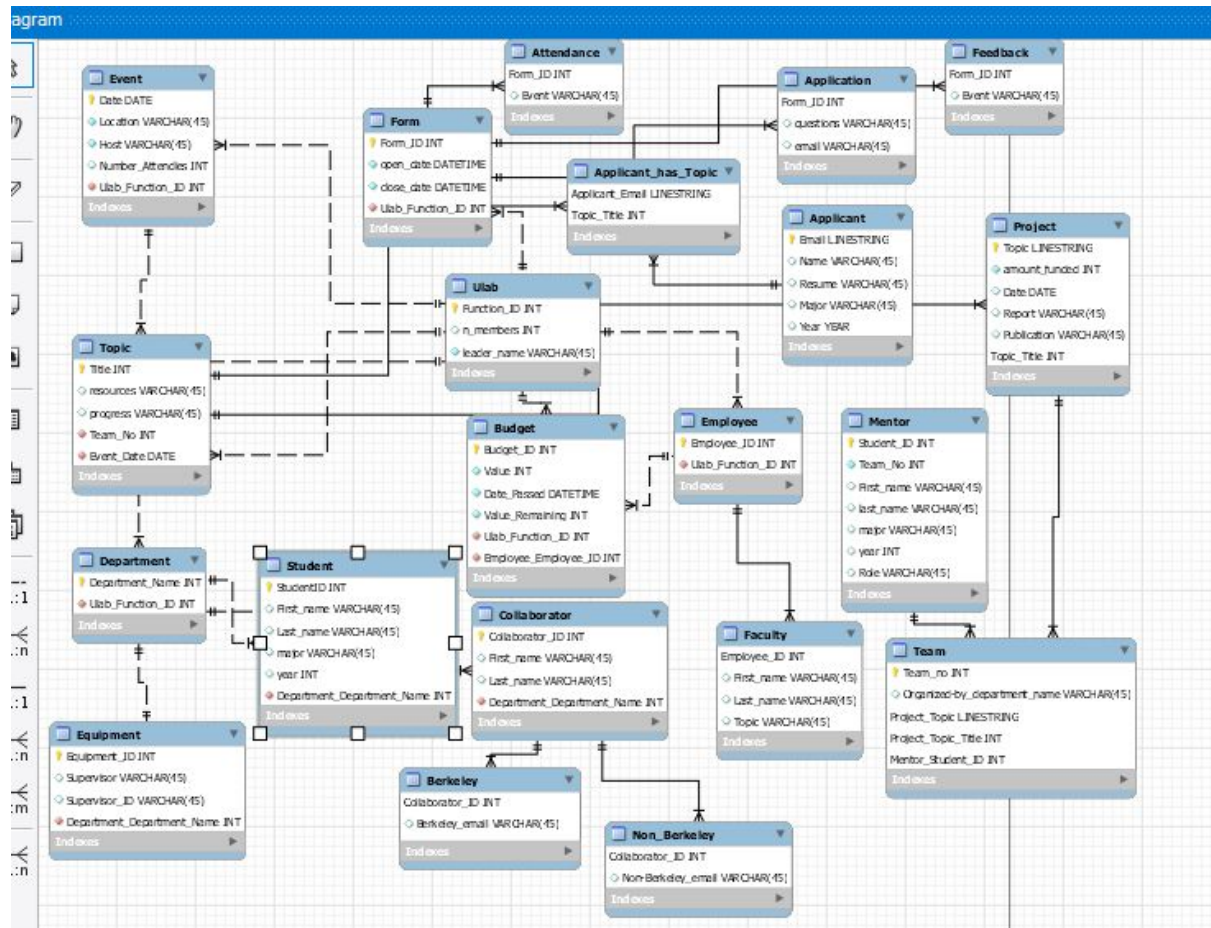 agram
Event
Date DATE
Location VARCHAR(45)
Host VARCHAR(45)
Number_Attendies INT
Ulab_Function_ID INT
Indexes
Form
Form_ID INT
open_date DATETIME
close_date DATETIME
Ulab_Function_ID INT
Indexes
Attendance
Form_ID INT
Event VARCHAR(45)
Indexes
Application
Form_ID INT
questions VARCHAR(45)
email VARCHAR(45)
Indexes
Feedback
Form_ID INT
Event VARCHAR(45)
Indexes
Applicant_has_Topic
Applicant_Email LINESTRING
Topic_Title INT
Indexes
Applicant
Email LINESTRING
Name VARCHAR(45)
Resume VARCHAR(45)
Major VARCHAR(45)
Year YEAR
Indexes
Project
Topic LINESTRING
amount_funded INT
Date DATE
Report VARCHAR(45)
Publication VARCHAR(45)
Topic_Title INT
Indexes
Ulab
Function_ID INT
n_members INT
leader_name VARCHAR(45)
Indexes
Topic
Title INT
resources VARCHAR(45)
progress VARCHAR(45)
Team_No INT
Event_Date DATE
Indexes
Budget
Budget_ID INT
Value INT
Date_Passed DATETIME
Value_Remaining INT
Ulab_Function_ID INT
Employee_Employee_ID INT
Indexes
Employee
Employee_ID INT
Ulab_Function_ID INT
Indexes
Mentor
Student_ID INT
Team_No INT
First_name VARCHAR(45)
last_name VARCHAR(45)
major VARCHAR(45)
year INT
Role VARCHAR(45)
Indexes
Department
Department_Name INT
Ulab_Function_ID INT
Indexes
Student
StudentID INT
First_name VARCHAR(45)
Last_name VARCHAR(45)
major VARCHAR(45)
year INT
Department_Department_Name INT
Indexes
Collaborator
Collaborator_ID INT
First_name VARCHAR(45)
Last_name VARCHAR(45)
Department_Department_Name INT
Indexes
Faculty
Employee_ID INT
First_name VARCHAR(45)
Last_name VARCHAR(45)
Topic VARCHAR(45)
Indexes
Team
Team_no INT
Organized-by_department_name VARCHAR(45)
Project_Topic LINESTRING
Project_Topic_Title INT
Mentor_Student_ID INT
Indexes
Equipment
Equipment_ID INT
Supervisor VARCHAR(45)
Supervisor_ID VARCHAR(45)
Department_Department_Name INT
Indexes
Berkeley
Collaborator_ID INT
Berkeley_email VARCHAR(45)
Indexes
Non_Berkeley
Collaborator_ID INT
Non-Berkeley_email VARCHAR(45)
Indexes
:1
:n
:1
:n
:m
:n